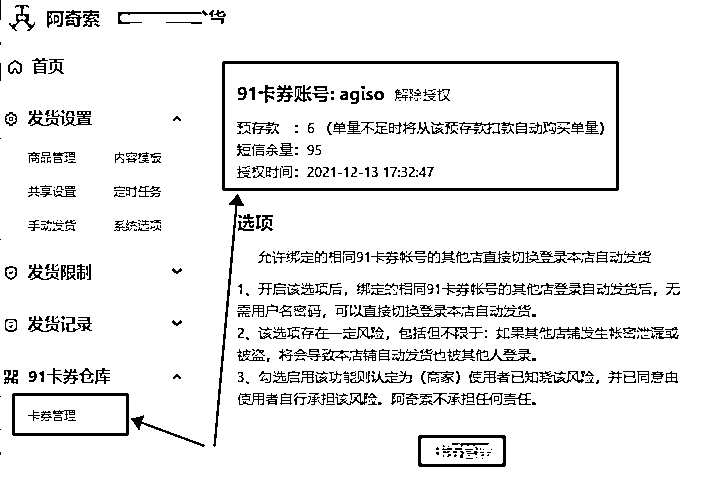 阿奇索
首页
发货设置
商品管理 内容模板
共享设置 定时任务
手动发货 系统选项
发货限制
发货记录
91卡券仓库
卡券管理
91卡券账号: agiso 解除授权
预存款 ：6 （单量不足时将从该预存款扣款自动购买单量）
短信余量：95
授权时间：2021-12-13 17:32:47
选项
允许绑定的相同91卡券帐号的其他店直接切换登录本店自动发货
1、开启该选项后，绑定的相同91卡券帐号的其他店登录自动发货后，无
需用户名密码，可以直接切换登录本店自动发货。
2、该选项存在一定风险，包括但不限于：如果其他店铺发生帐密泄漏或
被盗，将会导致本店铺自动发货也被其他人登录。
3、勾选启用该功能则认定为（商家）使用者已知晓该风险，并已同意由
使用者自行承担该风险。阿奇索不承担任何责任。